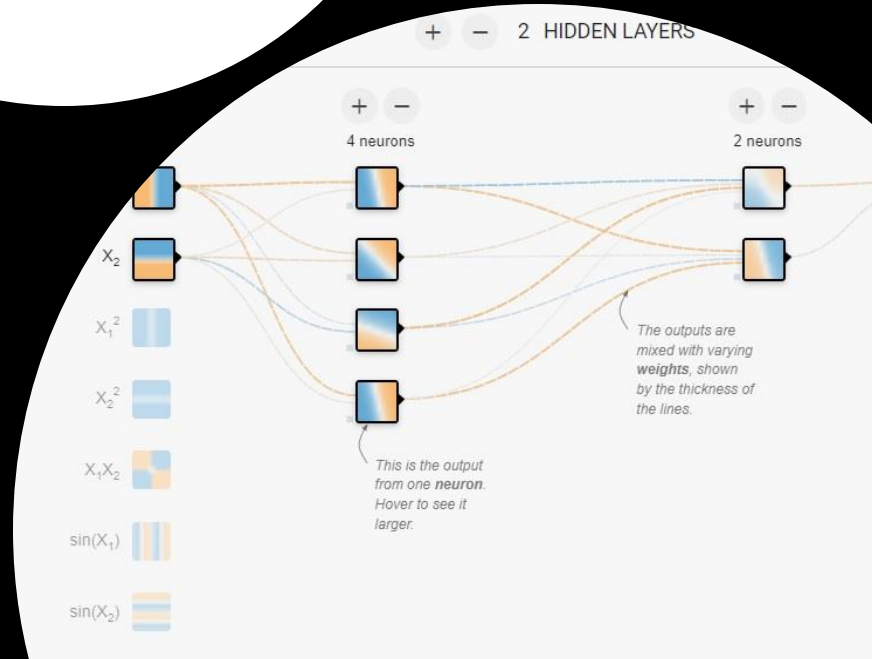 + − 2 HIDDEN LAYERS
+ − + −
4 neurons 2 neurons
X₂
X₁²
X₂²
X₁X₂
sin(X₁)
sin(X₂)
The outputs are
mixed with varying
weights, shown
by the thickness of
the lines.
This is the output
from one neuron.
Hover to see it
larger.